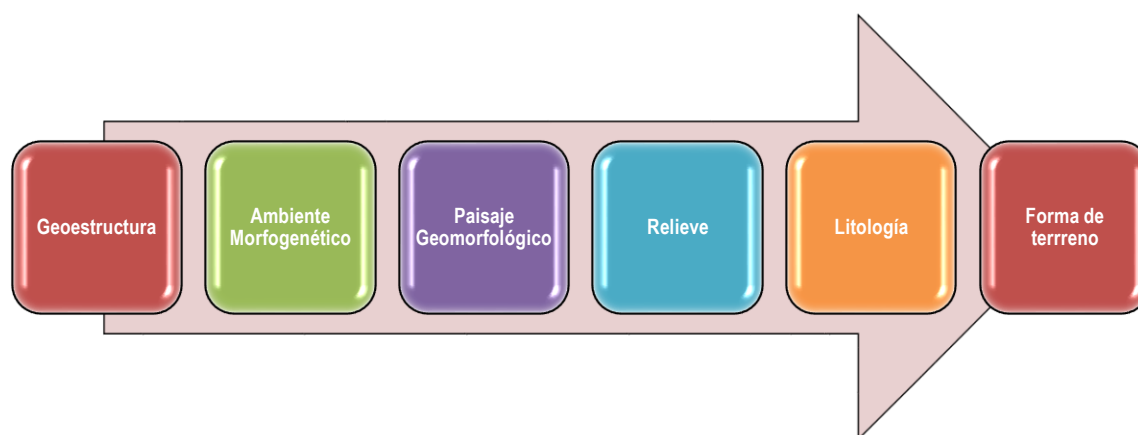 Geoestructura
Ambiente
Morfogenético
Paisaje
Geomorfológico
Relieve
Litología
Forma de
terrreno